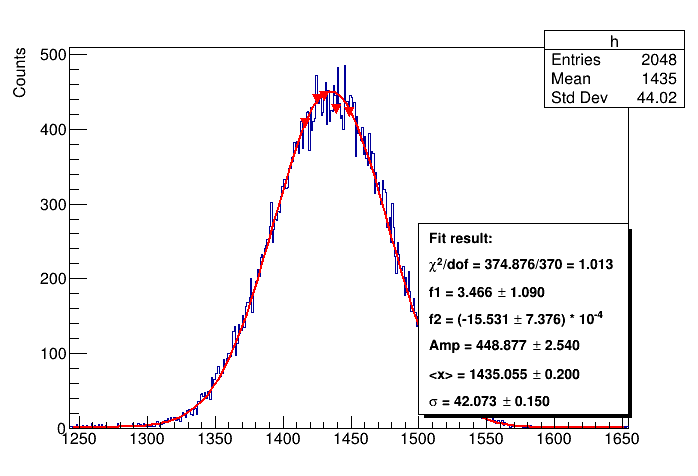 h
Entries 2048
Mean 1435
Std Dev 44.02
Counts
500
400
300
200
100
0
Fit result:
χ²/dof = 374.876/370 = 1.013
f1 = 3.466 ± 1.090
f2 = (-15.531 ± 7.376) * 10⁻⁴
Amp = 448.877 ± 2.540
<x> = 1435.055 ± 0.200
σ = 42.073 ± 0.150
1250 1300 1350 1400 1450 1500 1550 1600 1650